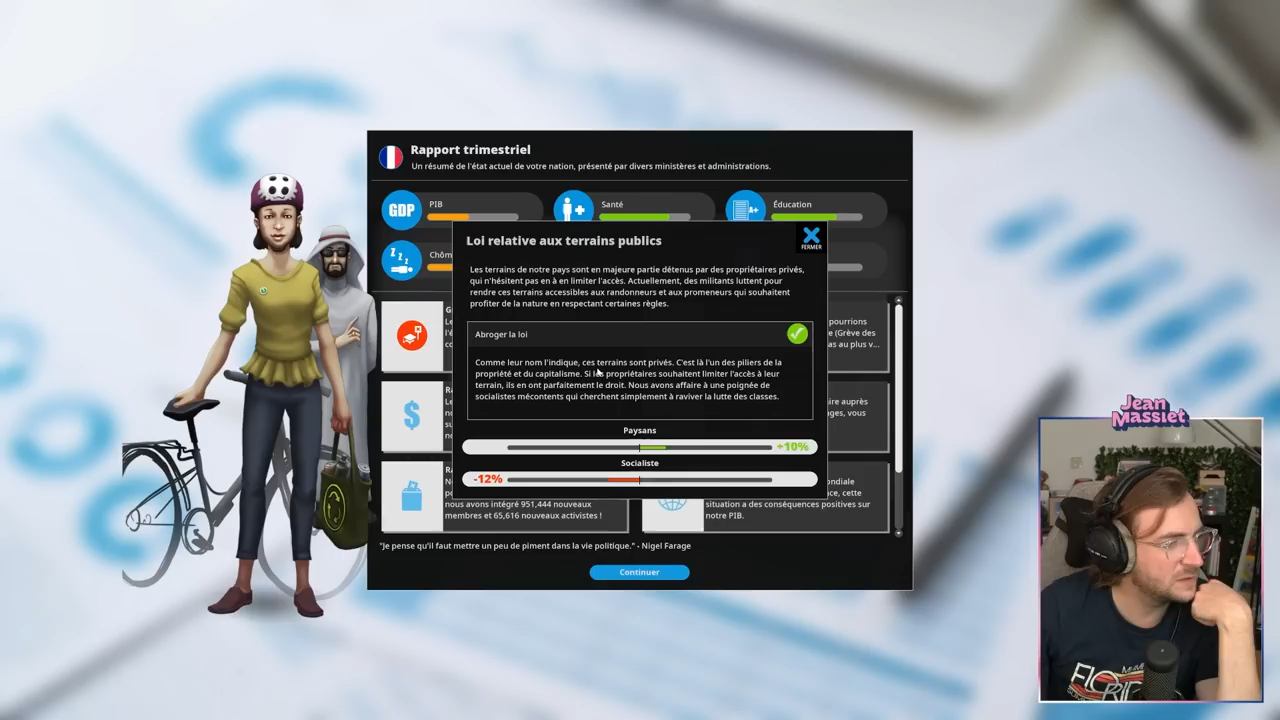 Rapport trimestriel
Un résumé de l'état actuel de votre nation, présenté par divers ministères et administrations.
GDP
PIB
Santé
Éducation
Chôm
Loi relative aux terrains publics
FERMER
Les terrains de notre pays sont en majeure partie détenus par des propriétaires privés,
qui n'hésitent pas en à en limiter l'accès. Actuellement, des militants luttent pour
rendre ces terrains accessibles aux randonneurs et aux promeneurs qui souhaitent
profiter de la nature en respectant certaines règles.
Abroger la loi
Comme leur nom l'indique, ces terrains sont privés. C'est là l'un des piliers de la
propriété et du capitalisme. Si les propriétaires souhaitent limiter l'accès à leur
terrain, ils en ont parfaitement le droit. Nous avons affaire à une poignée de
socialistes mécontents qui cherchent simplement à raviver la lutte des classes.
Paysans
+10%
Socialiste
-12%
pourrions
(Grève des
as au plus v...
aire auprès
nges, vous
nous avons intégré 951,444 nouveaux
membres et 65,616 nouveaux activistes !
ondiale
execute, cette
situation a des conséquences positives sur
notre PIB.
"Je pense qu'il faut mettre un peu de piment dans la vie politique." - Nigel Farage
Continuer
Jean
Massiet